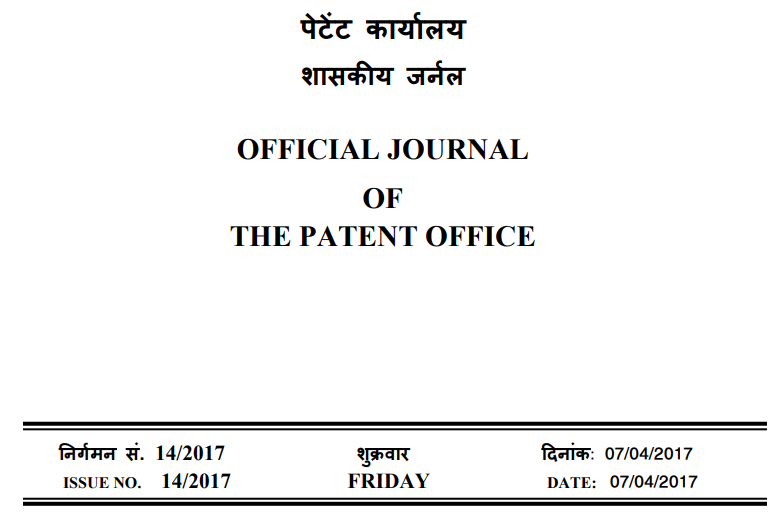 पेटेंट कार्यालय
शासकीय जर्नल
OFFICIAL JOURNAL
OF
THE PATENT OFFICE
निर्गमन सं. 14/2017 शुक्रवार दिनांक: 07/04/2017
ISSUE NO. 14/2017 FRIDAY DATE: 07/04/2017